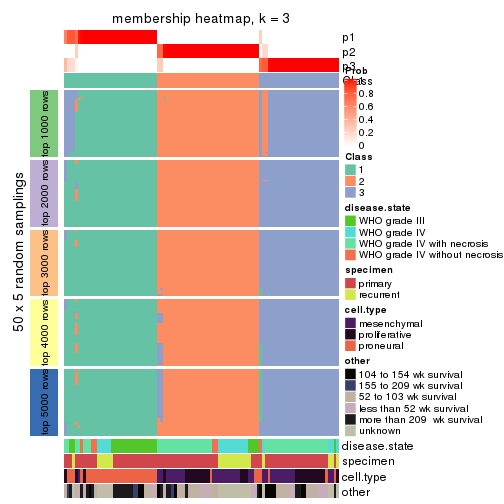 membership heatmap, k = 3
p1
p2
p3
Class
Prob
0.8
0.6
0.4
0.2
0
Class
1
2
3
disease.state
WHO grade III
WHO grade IV
WHO grade IV with necrosis
WHO grade IV without necrosis
specimen
primary
recurrent
cell.type
mesenchymal
proliferative
proneural
other
104 to 154 wk survival
155 to 209 wk survival
52 to 103 wk survival
less than 52 wk survival
more than 209 wk survival
unknown
50 x 5 random samplings
top 1000 rows
top 2000 rows
top 3000 rows
top 4000 rows
top 5000 rows
disease.state
specimen
cell.type
other